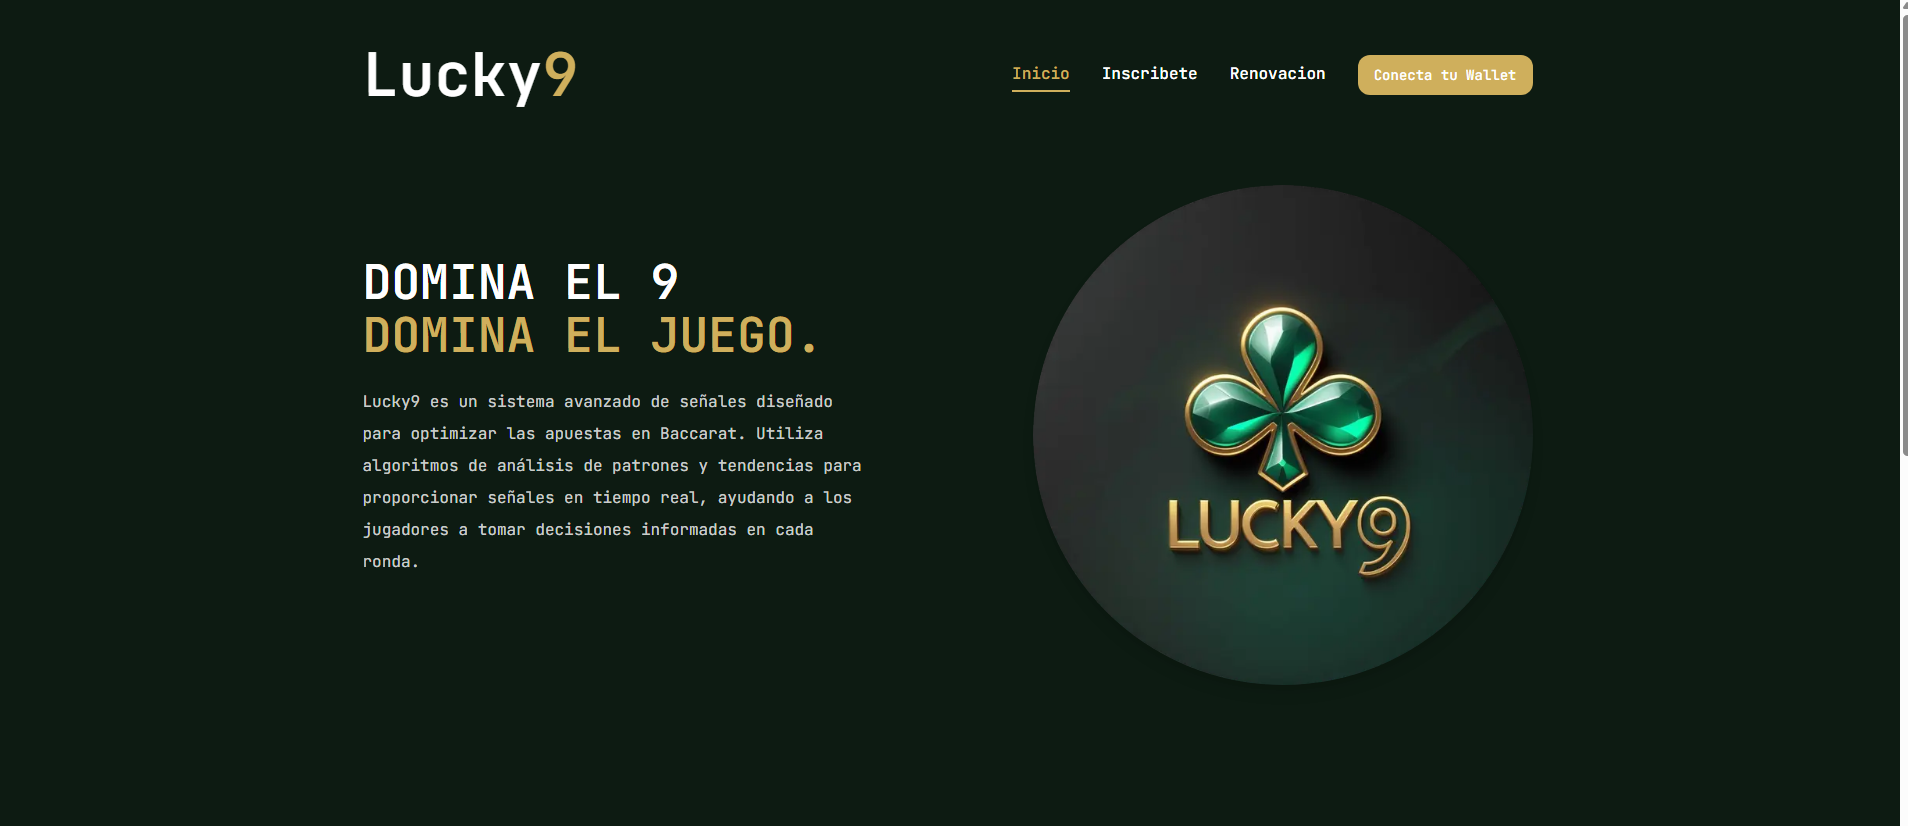 Lucky9
Inicio Inscribete Renovacion Conecta tu Wallet
DOMINA EL 9
DOMINA EL JUEGO.
Lucky9 es un sistema avanzado de señales diseñado
para optimizar las apuestas en Baccarat. Utiliza
algoritmos de análisis de patrones y tendencias para
proporcionar señales en tiempo real, ayudando a los
jugadores a tomar decisiones informadas en cada
ronda.
LUCKY9